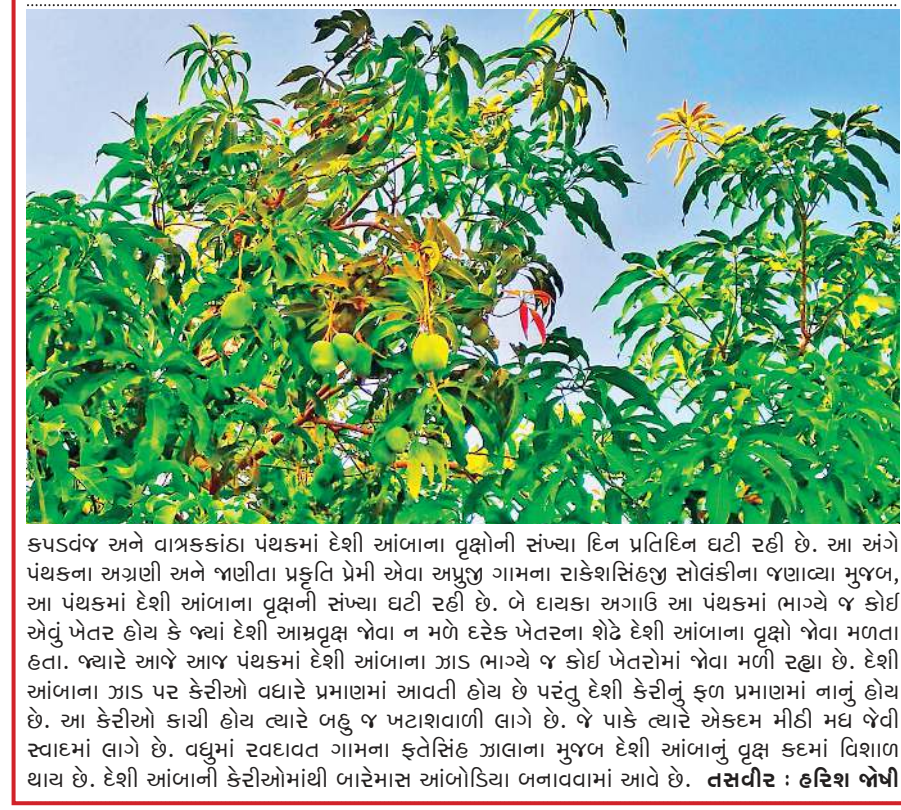 કપડવંજ અને વાત્રકકાંઠા પંથકમાં દેશી આંબાના વૃક્ષોની સંખ્યા દિન પ્રતિદિન ઘટી રહી છે. આ અંગે
પંથકના અગ્રણી અને જાણીતા પ્રકૃતિ પ્રેમી એવા અપ્રુજી ગામના રાકેશસિંહજી સોલંકીના જણાવ્યા મુજબ,
આ પંથકમાં દેશી આંબાના વૃક્ષની સંખ્યા ઘટી રહી છે. બે દાયકા અગાઉ આ પંથકમાં ભાગ્યે જ કોઈ
એવું ખેતર હોય કે જ્યાં દેશી આમ્રવૃક્ષ જોવા ન મળે દરેક ખેતરના શેઢે દેશી આંબાના વૃક્ષો જોવા મળતા
હતા. જ્યારે આજે આજ પંથકમાં દેશી આંબાના ઝાડ ભાગ્યે જ કોઈ ખેતરોમાં જોવા મળી રહ્યા છે. દેશી
આંબાના ઝાડ પર કેરીઓ વધારે પ્રમાણમાં આવતી હોય છે પરંતુ દેશી કેરીનું ફળ પ્રમાણમાં નાનું હોય
છે. આ કેરીઓ કાચી હોય ત્યારે બહુ જ ખટાશવાળી લાગે છે. જે પાકે ત્યારે એકદમ મીઠી મધ જેવી
સ્વાદમાં લાગે છે. વધુમાં રવદાવત ગામના ફતેસિંહ ઝાલાના મુજબ દેશી આંબાનું વૃક્ષ કદમાં વિશાળ
થાય છે. દેશી આંબાની કેરીઓમાંથી બારેમાસ આંબોડિયા બનાવવામાં આવે છે. તસવીર : હરિશ જોષી